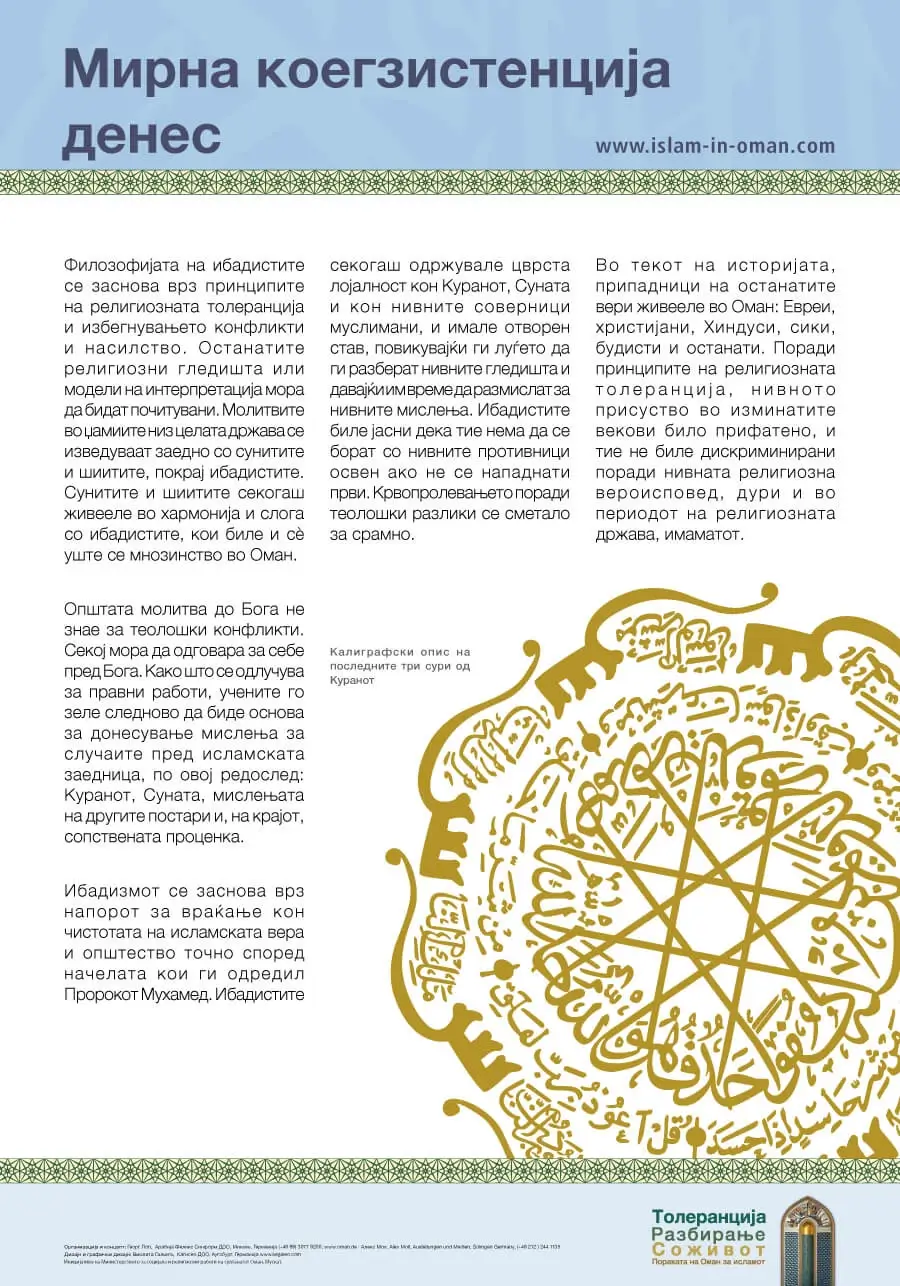 Мирна коегзистенција
денес
www.islam-in-oman.com
Филозофијата на ибадистите
се заснова врз принципите
на религиозната толеранција
и избегнувањето конфликти
и насилство. Останатите
религиозни гледишта или
модели на интерпретација мора
да бидат почитувани. Молитвите
во џамиите низ целата држава се
изведуваат заедно со сунитите
и шиитите, покрај ибадистите.
Сунитите и шиитите секогаш
живееле во хармонија и слога
со ибадистите, кои биле и сѐ
уште се мнозинство во Оман.
Општата молитва до Бога не
знае за теолошки конфликти.
Секој мора да одговара за себе
пред Бога. Како што се одлучува
за правни работи, учените го
зеле следново да биде основа
за донесување мислења за
случаите пред исламската
заедница, по овој редослед:
Куранот, Суната, мислењата
на другите постари и, на крајот,
сопствената проценка.
Ибадизмот се заснова врз
напорот за враќање кон
чистотата на исламската вера
и општество точно според
начелата кои ги одредил
Пророкот Мухамед. Ибадистите
секогаш одржувале цврста
лојалност кон Куранот, Суната
и кон нивните соверници
муслимани, и имале отворен
став, повикувајќи ги луѓето да
ги разберат нивните гледишта и
давајќи им време да размислат за
нивните мислења. Ибадистите
биле јасни дека тие нема да се
борат со нивните противници
освен ако не се нападнати
први. Крвопролевањето поради
теолошки разлики се сметало
за срамно.
Во текот на историјата,
припадници на останатите
вери живееле во Оман: Евреи,
христијани, Хиндуси, сики,
будисти и останати. Поради
принципите на религиозната
толеранција, нивното
присуство во изминатите
векови било прифатено, и
тие не биле дискриминирани
поради нивната религиозна
вероисповед, дури и во
периодот на религиозната
држава, имаматот.
Калиграфски опис на
последните три сури од
Куранот
Толеранција
Разбирање
Соживот
Пораката на Оман за исламот